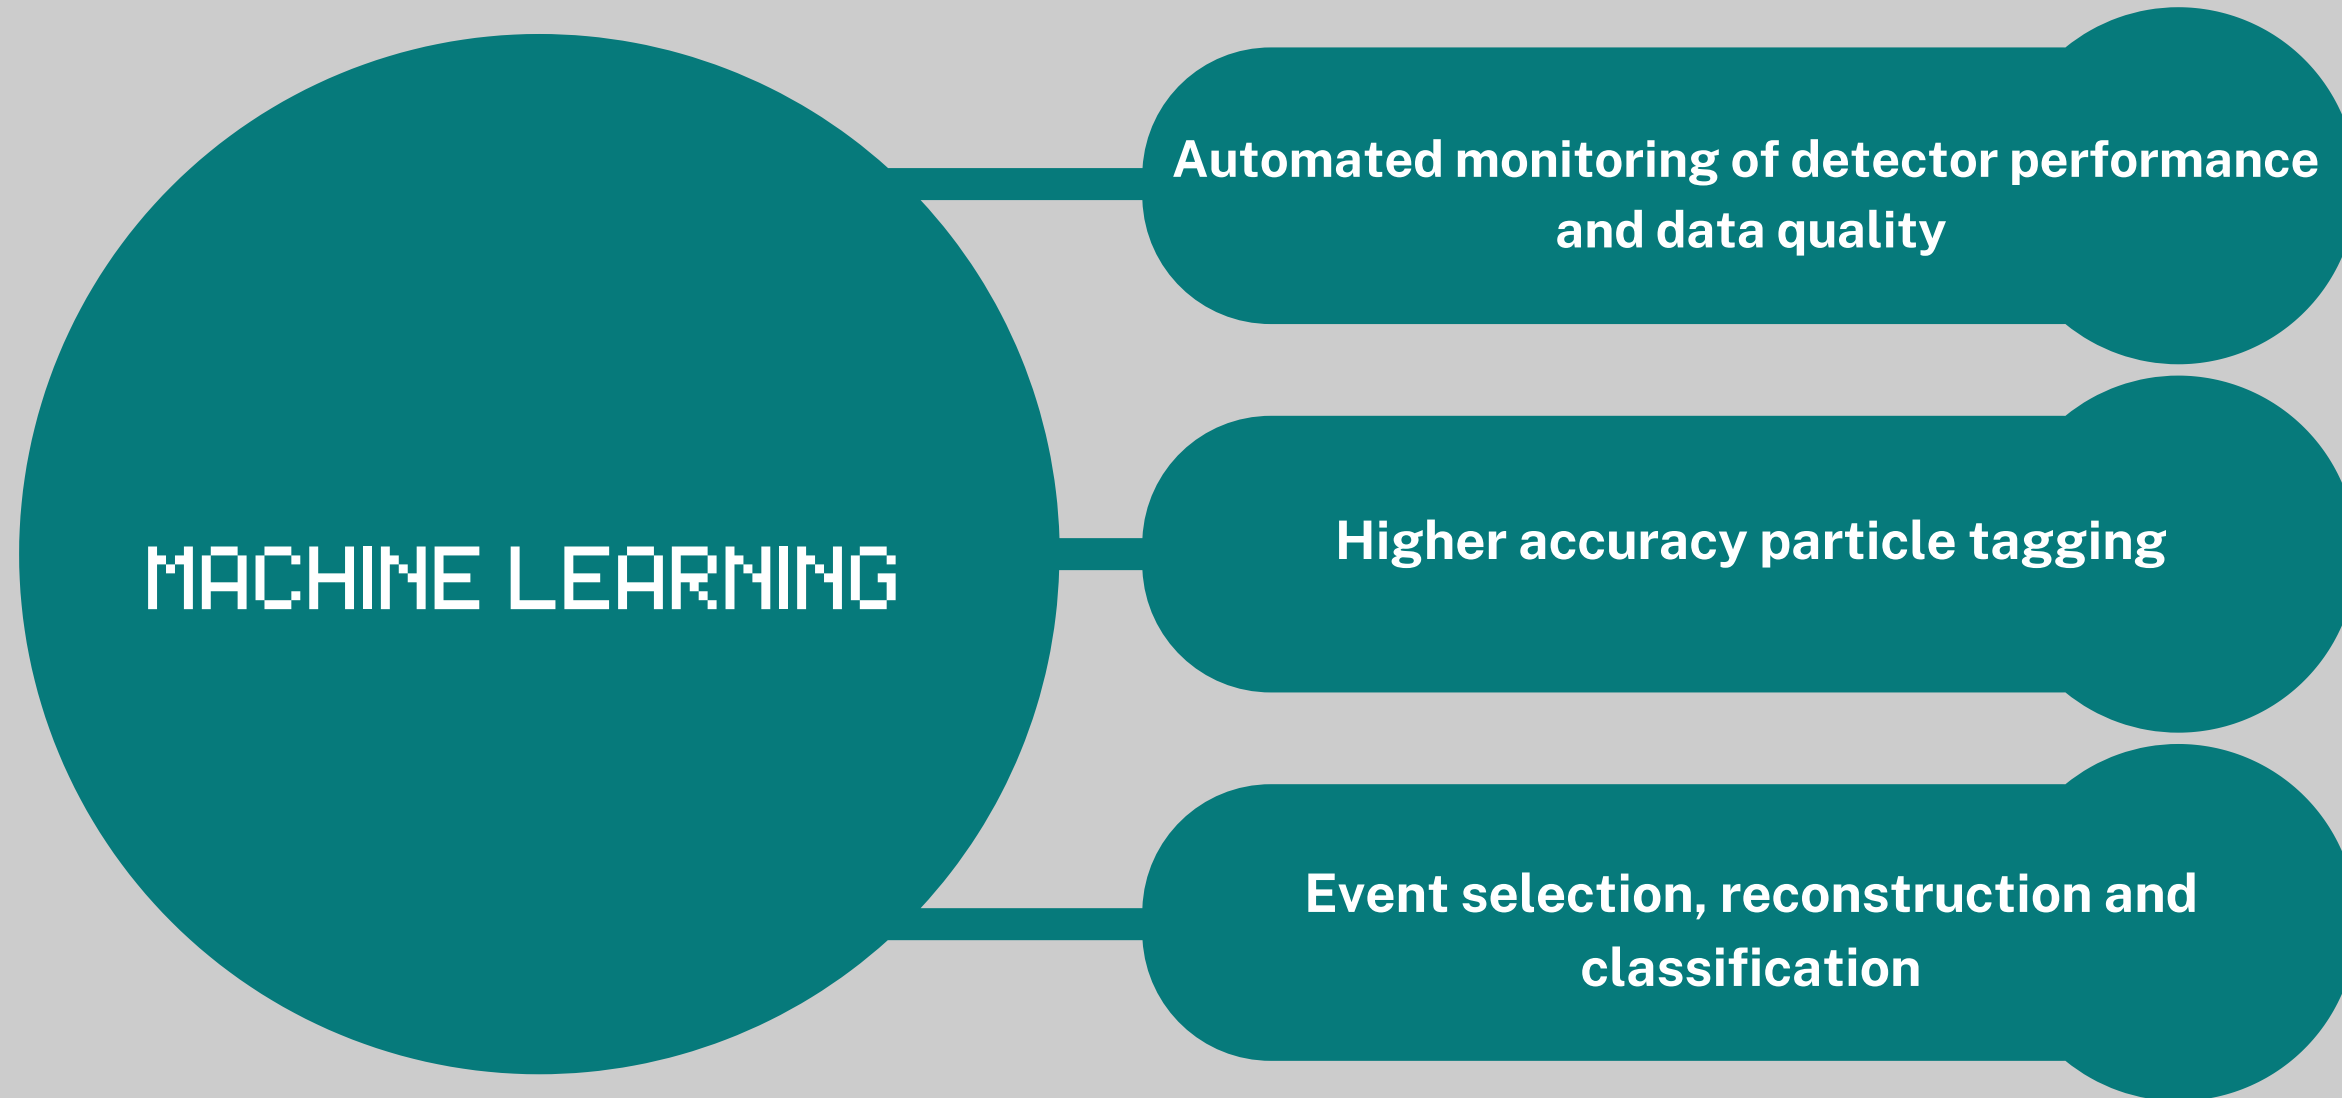 MACHINE LEARNING
Automated monitoring of detector performance
and data quality
Higher accuracy particle tagging
Event selection, reconstruction and
classification